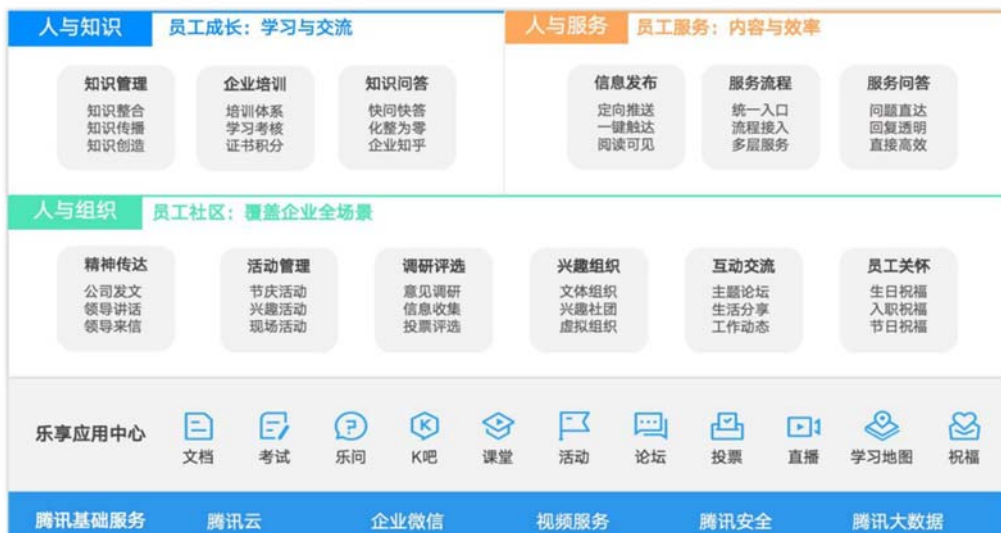 人与知识 员工成长：学习与交流
知识管理
知识整合
知识传播
知识创造
企业培训
培训体系
学习考核
证书积分
知识问答
快问快答
化整为零
企业知乎
人与服务 员工服务：内容与效率
信息发布
定向推送
一键触达
阅读可见
服务流程
统一入口
流程接入
多层服务
服务问答
问题直达
回复透明
直接高效
人与组织 员工社区：覆盖企业全场景
精神传达
公司发文
领导讲话
领导来信
活动管理
节庆活动
兴趣活动
现场活动
调研评选
意见调研
信息收集
投票评选
兴趣组织
文体组织
兴趣社团
虚拟组织
互动交流
主题论坛
生活分享
工作动态
员工关怀
生日祝福
入职祝福
节日祝福
乐享应用中心
文档 考试 乐问 K吧 课堂 活动 论坛 投票 直播 学习地图 祝福
腾讯基础服务 腾讯云 企业微信 视频服务 腾讯安全 腾讯大数据